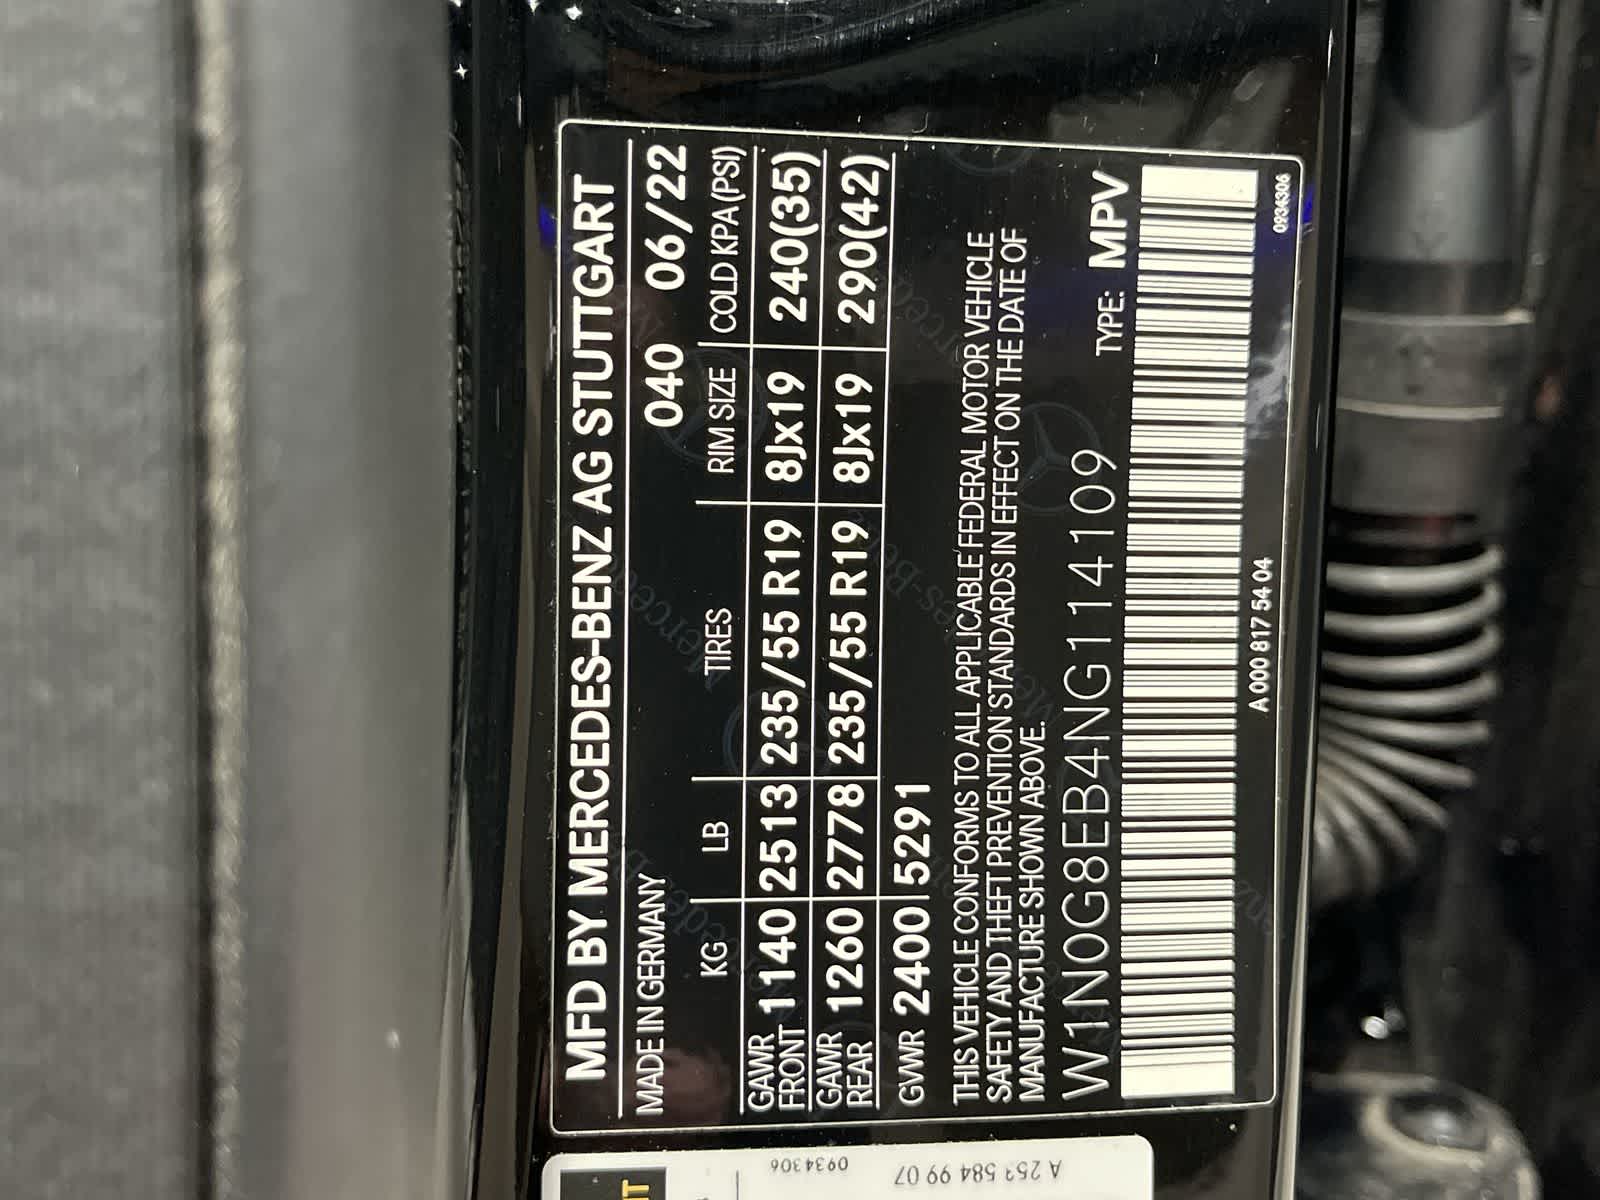 MFD BY MERCEDES-BENZ AG STUTTGART
MADE IN GERMANY 040 06/22
KG LB TIRES RIM SIZE COLD KPA (PSI)
GAWR FRONT 1140 2513 235/55 R19 8Jx19 240(35)
GAWR REAR 1260 2778 235/55 R19 8Jx19 290(42)
GWR 2400 5291
THIS VEHICLE CONFORMS TO ALL APPLICABLE FEDERAL MOTOR VEHICLE
SAFETY AND THEFT PREVENTION STANDARDS IN EFFECT ON THE DATE OF
MANUFACTURE SHOWN ABOVE.
W1N0G8EB4NG114109 TYPE: MPV
A 000 817 54 04 0934306
0934306
A 253 584 99 07